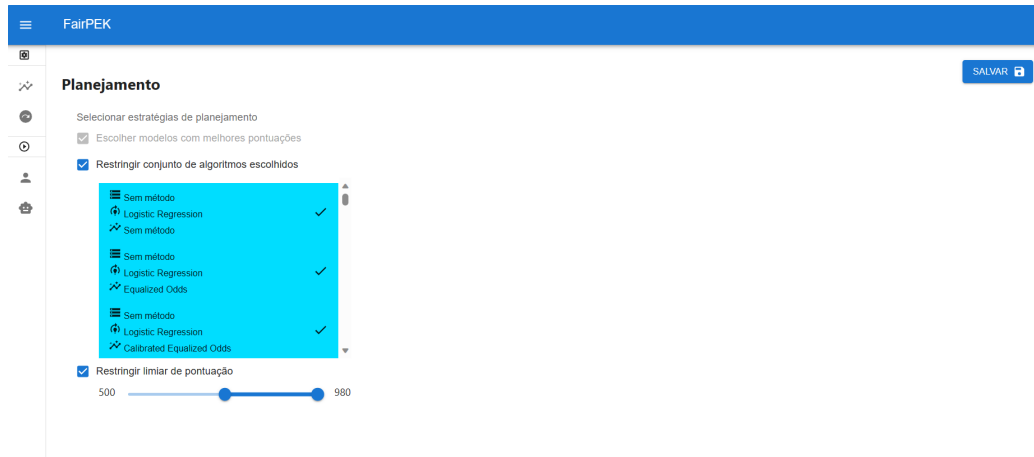 FairPEK
SALVAR
Planejamento
Selecionar estratégias de planejamento
Escolher modelos com melhores pontuações
Restringir conjunto de algoritmos escolhidos
Sem método
Logistic Regression
Sem método
Sem método
Logistic Regression
Equalized Odds
Sem método
Logistic Regression
Calibrated Equalized Odds
Restringir limiar de pontuação
500 980